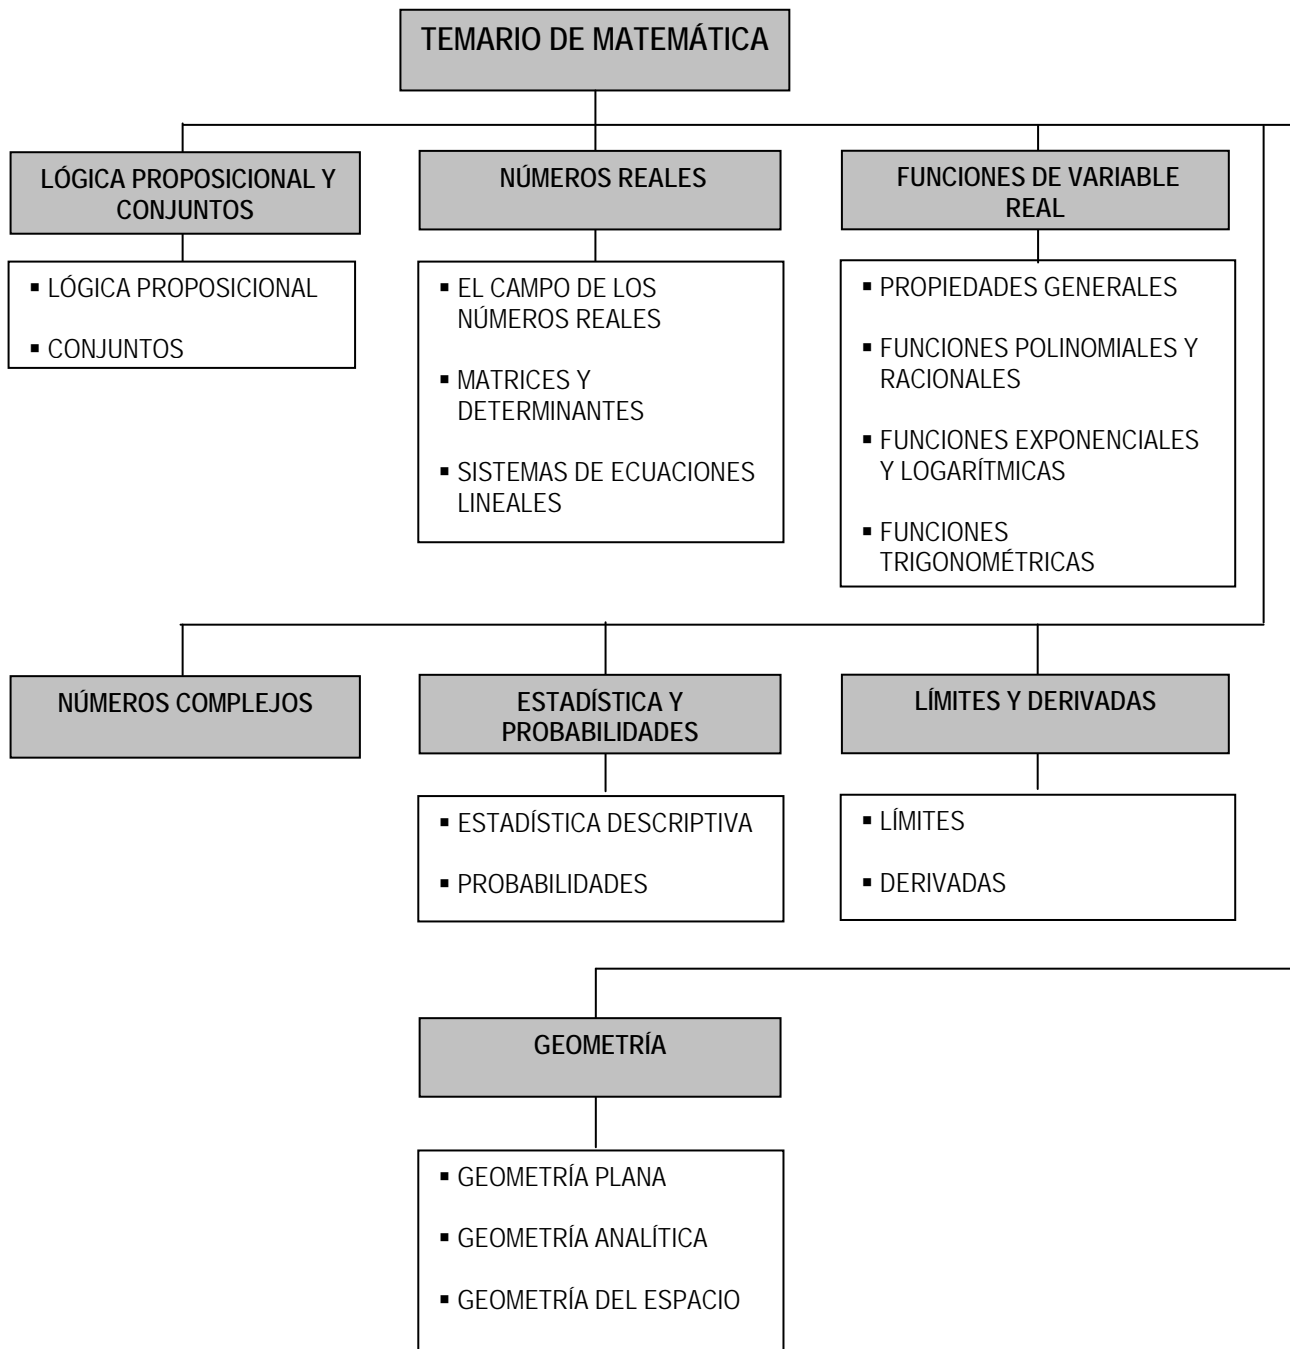 TEMARIO DE MATEMÁTICA
LÓGICA PROPOSICIONAL Y
CONJUNTOS
▪ LÓGICA PROPOSICIONAL
▪ CONJUNTOS
NÚMEROS REALES
▪ EL CAMPO DE LOS
NÚMEROS REALES
▪ MATRICES Y
DETERMINANTES
▪ SISTEMAS DE ECUACIONES
LINEALES
FUNCIONES DE VARIABLE
REAL
▪ PROPIEDADES GENERALES
▪ FUNCIONES POLINOMIALES Y
RACIONALES
▪ FUNCIONES EXPONENCIALES
Y LOGARÍTMICAS
▪ FUNCIONES
TRIGONOMÉTRICAS
NÚMEROS COMPLEJOS
ESTADÍSTICA Y
PROBABILIDADES
▪ ESTADÍSTICA DESCRIPTIVA
▪ PROBABILIDADES
LÍMITES Y DERIVADAS
▪ LÍMITES
▪ DERIVADAS
GEOMETRÍA
▪ GEOMETRÍA PLANA
▪ GEOMETRÍA ANALÍTICA
▪ GEOMETRÍA DEL ESPACIO